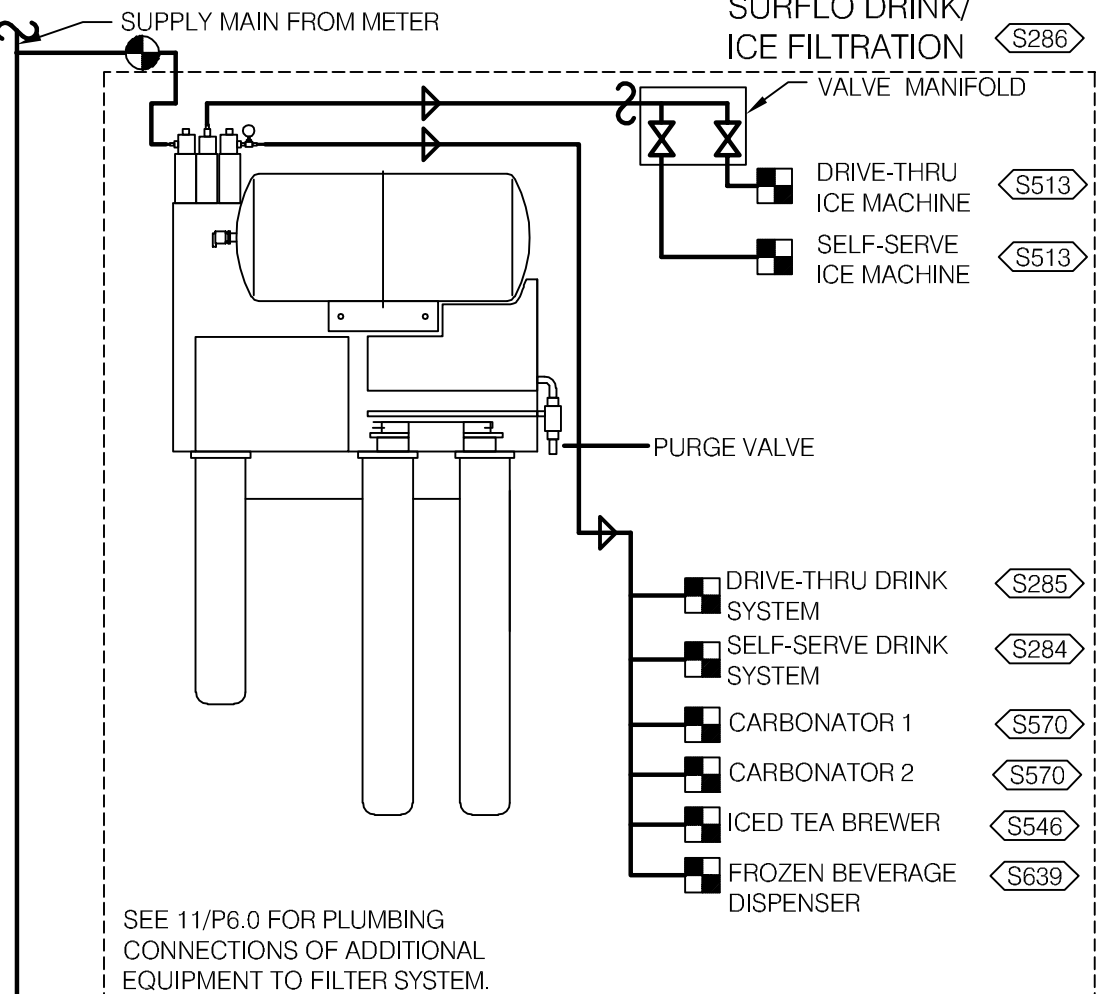 SUPPLY MAIN FROM METER
SURFLO DRINK/
ICE FILTRATION
S286
VALVE MANIFOLD
DRIVE-THRU
ICE MACHINE
S513
SELF-SERVE
ICE MACHINE
S513
PURGE VALVE
DRIVE-THRU DRINK
SYSTEM
S285
SELF-SERVE DRINK
SYSTEM
S284
CARBONATOR 1
S570
CARBONATOR 2
S570
ICED TEA BREWER
S546
FROZEN BEVERAGE
DISPENSER
S639
SEE 11/P6.0 FOR PLUMBING
CONNECTIONS OF ADDITIONAL
EQUIPMENT TO FILTER SYSTEM.